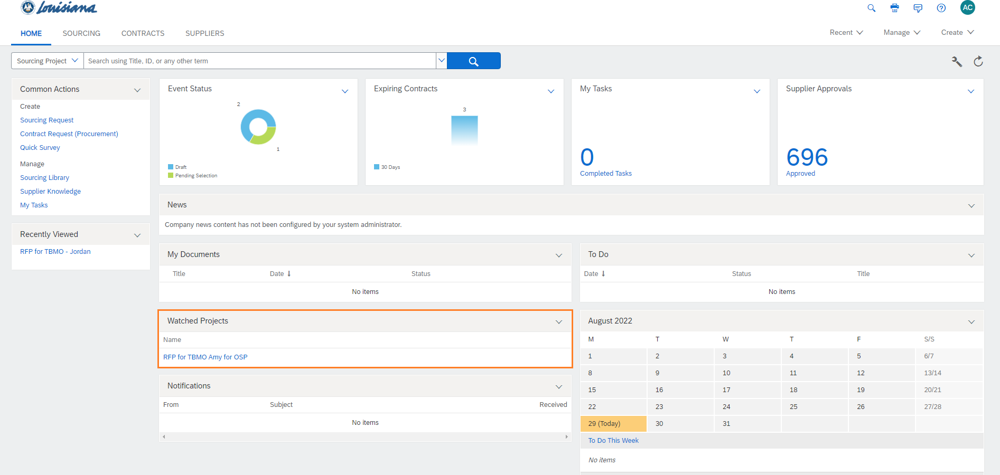 Louisiana
AC
HOME SOURCING CONTRACTS SUPPLIERS
Recent Manage Create
Sourcing Project Search using Title, ID, or any other term
Common Actions
Create
Sourcing Request
Contract Request (Procurement)
Quick Survey
Manage
Sourcing Library
Supplier Knowledge
My Tasks
Recently Viewed
RFP for TBMO - Jordan
Event Status
2
1
Draft
Pending Selection
Expiring Contracts
3
30 Days
My Tasks
0
Completed Tasks
Supplier Approvals
696
Approved
News
Company news content has not been configured by your system administrator.
My Documents
Title Date Status
No items
To Do
Date Status Title
No items
Watched Projects
Name
RFP for TBMO Amy for OSP
Notifications
From Subject Received
No items
August 2022
M T W T F S/S
1 2 3 4 5 6/7
8 9 10 11 12 13/14
15 16 17 18 19 20/21
22 23 24 25 26 27/28
29 (Today) 30 31
To Do This Week
No items